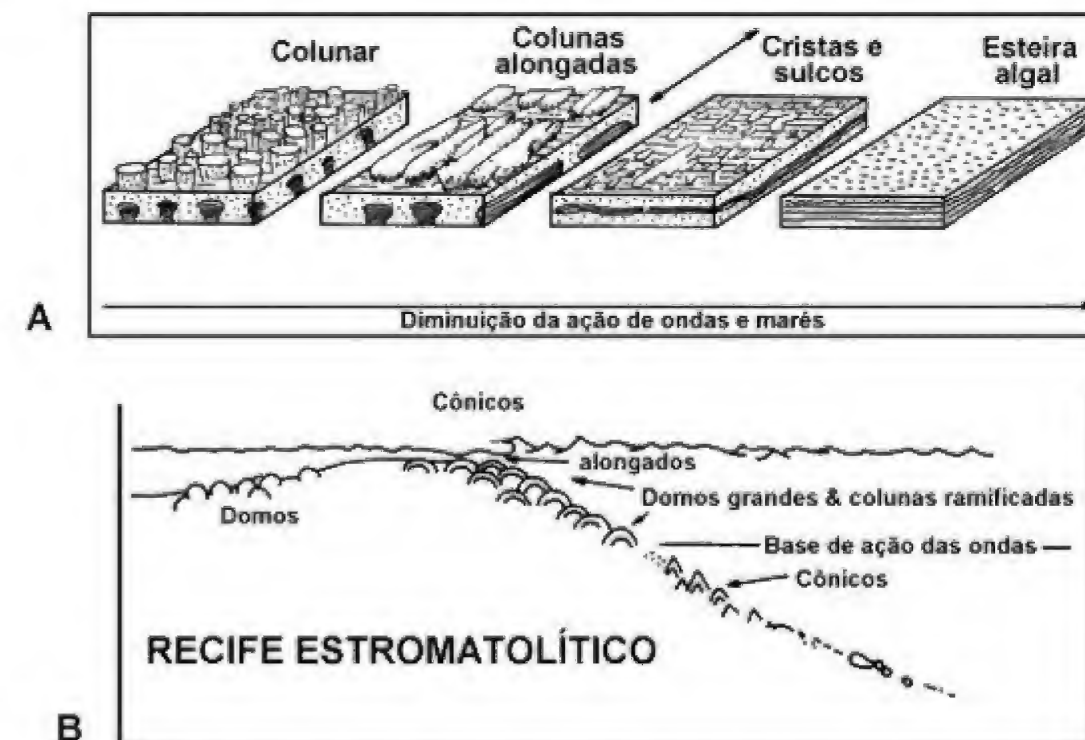 Colunar
Colunas
alongadas
Cristas e
sulcos
Esteira
algal
A
Diminuição da ação de ondas e marés
Cônicos
alongados
Domos grandes & colunas ramificadas
Domos
Base de ação das ondas
Cônicos
RECIFE ESTROMATOLÍTICO
B